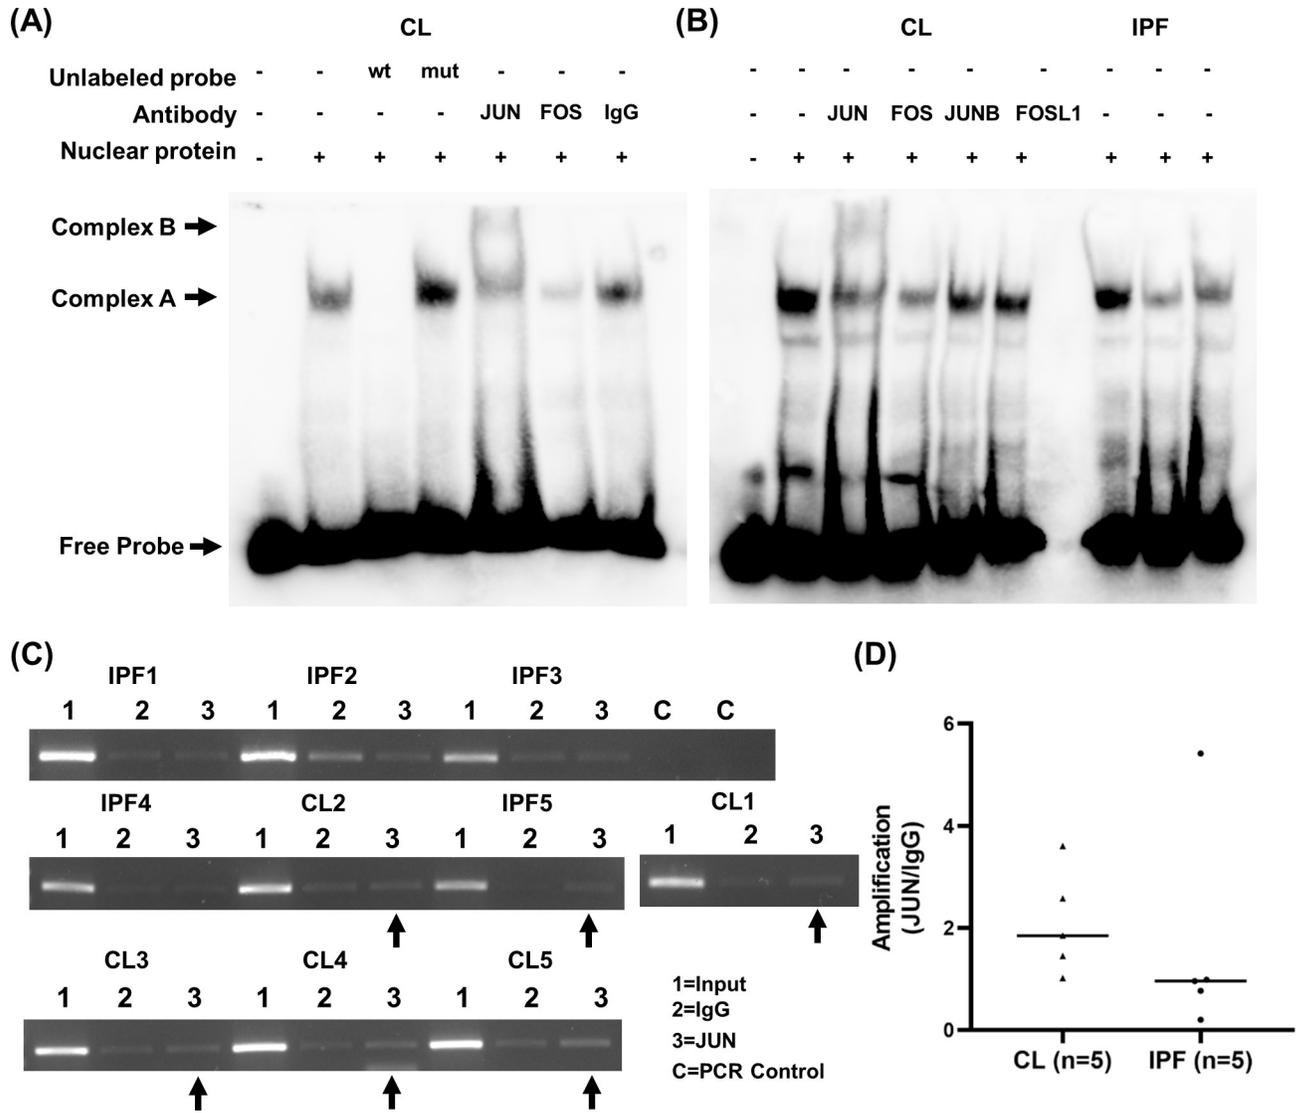 (A)
CL
Unlabeled probe - - wt mut - - -
Antibody - - - - JUN FOS IgG
Nuclear protein - + + + + + +
Complex B
Complex A
Free Probe
(B)
CL IPF
- - - - - - - - -
- - JUN FOS JUNB FOSL1 - - -
- + + + + + + + +
(C)
IPF1 IPF2 IPF3
1 2 3 1 2 3 1 2 3 C C
IPF4 CL2 IPF5 CL1
1 2 3 1 2 3 1 2 3 1 2 3
CL3 CL4 CL5
1 2 3 1 2 3 1 2 3
1=Input
2=IgG
3=JUN
C=PCR Control
(D)
Amplification
(JUN/IgG)
6
4
2
0
CL (n=5) IPF (n=5)